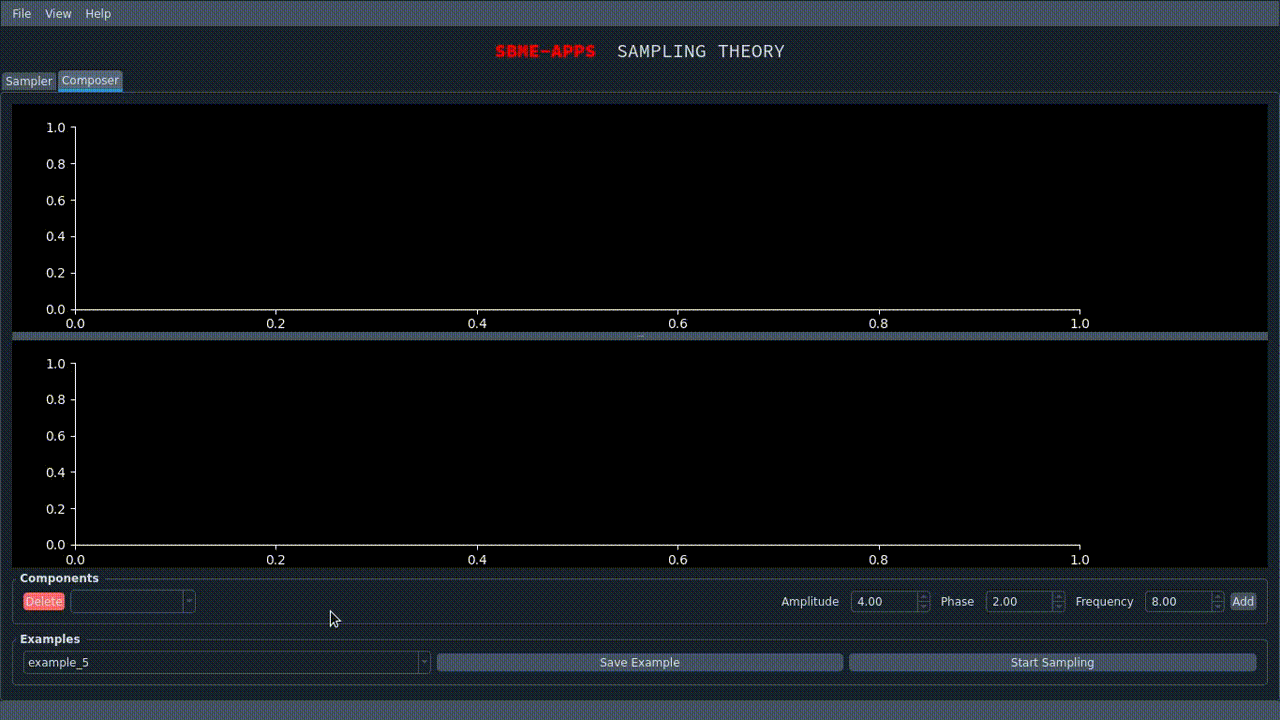 File View Help
SBME-APPS SAMPLING THEORY
Sampler Composer
1.0
0.8
0.6
0.4
0.2
0.0
0.0 0.2 0.4 0.6 0.8 1.0
1.0
0.8
0.6
0.4
0.2
0.0
0.0 0.2 0.4 0.6 0.8 1.0
Components
Delete Amplitude 4.00 Phase 2.00 Frequency 8.00 Add
Examples
example_5 Save Example Start Sampling